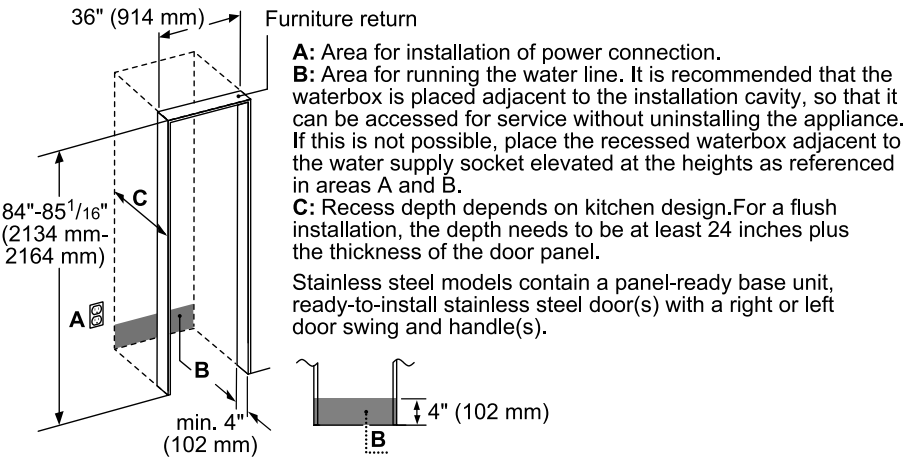 36" (914 mm)
Furniture return
A: Area for installation of power connection.
B: Area for running the water line. It is recommended that the
waterbox is placed adjacent to the installation cavity, so that it
can be accessed for service without uninstalling the appliance.
If this is not possible, place the recessed waterbox adjacent to
the water supply socket elevated at the heights as referenced
in areas A and B.
C: Recess depth depends on kitchen design.For a flush
installation, the depth needs to be at least 24 inches plus
the thickness of the door panel.
Stainless steel models contain a panel-ready base unit,
ready-to-install stainless steel door(s) with a right or left
door swing and handle(s).
C
84"-85 1/16"
(2134 mm-
2164 mm)
A
B
min. 4"
(102 mm)
4" (102 mm)
B